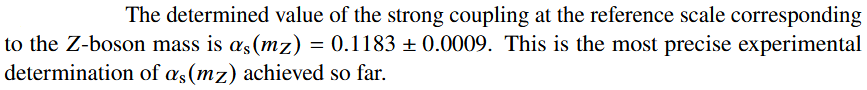 The determined value of the strong coupling at the reference scale corresponding
to the Z-boson mass is αs(mZ) = 0.1183 ± 0.0009. This is the most precise experimental
determination of αs(mZ) achieved so far.